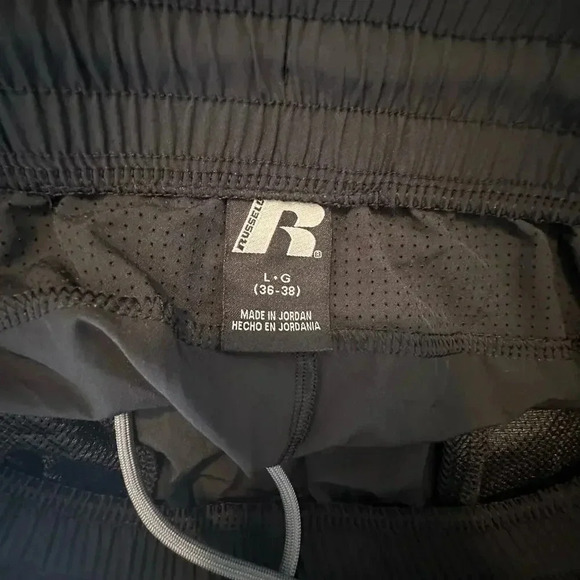 RUSSELL
R
L•G
(36-38)
MADE IN JORDAN
HECHO EN JORDANIA